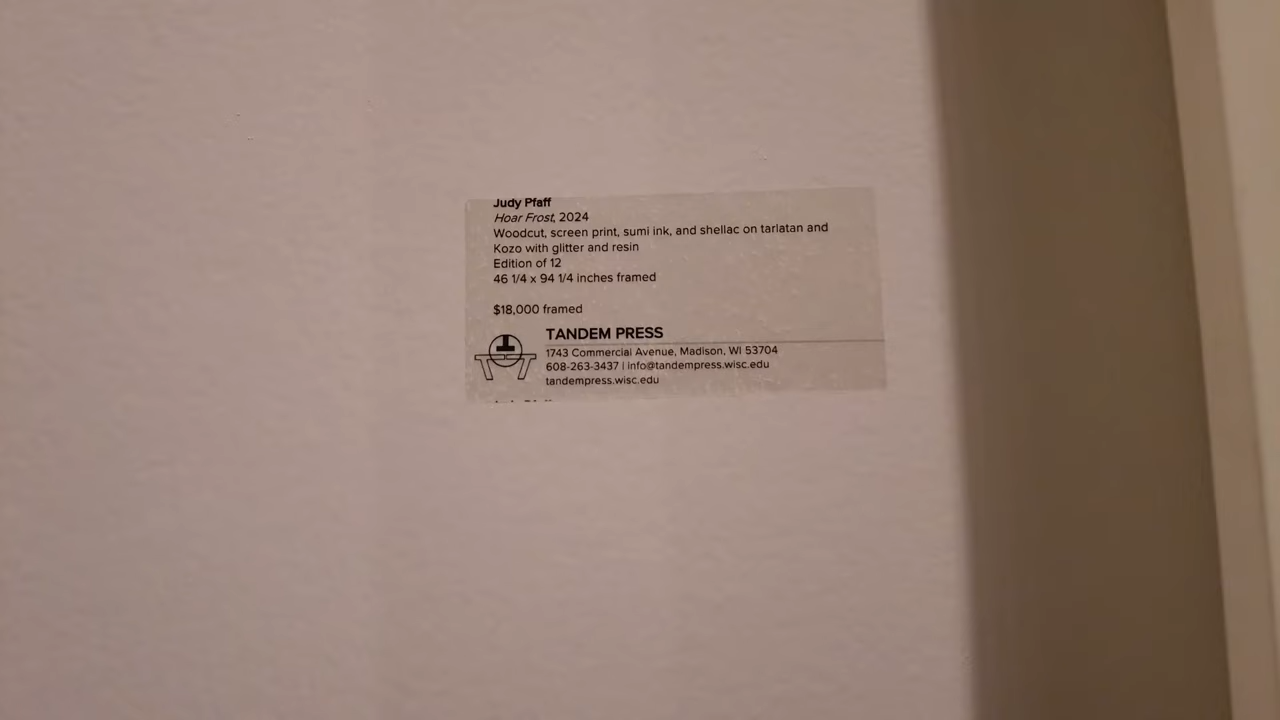 Judy Pfaff
Hoar Frost, 2024
Woodcut, screen print, sumi ink, and shellac on tarlatan and
Kozo with glitter and resin
Edition of 12
46 1/4 x 94 1/4 inches framed
$18,000 framed
TANDEM PRESS
1743 Commercial Avenue, Madison, WI 53704
608-263-3437 | info@tandempress.wisc.edu
tandempress.wisc.edu